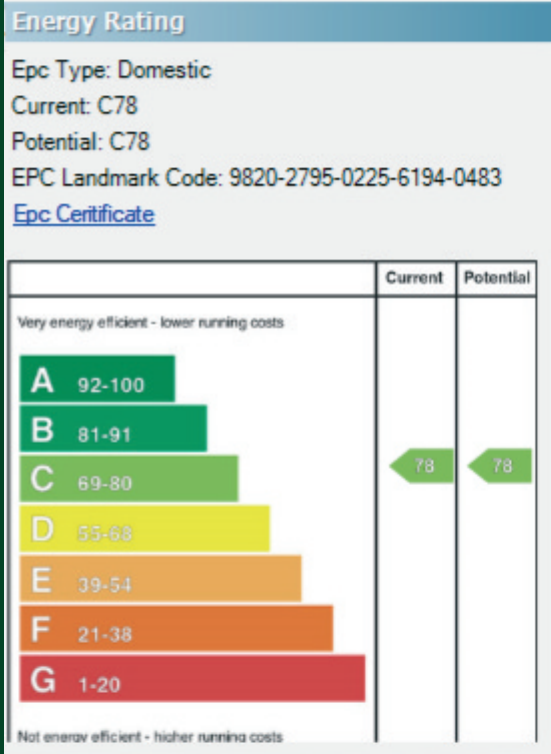 Energy Rating
Epc Type: Domestic
Current: C78
Potential: C78
EPC Landmark Code: 9820-2795-0225-6194-0483
Epc Ceritificate
Current Potential
Very energy efficient - lower running costs
A 92-100
B 81-91
C 69-80 78 78
D 55-68
E 39-54
F 21-38
G 1-20
Not energy efficient - higher running costs